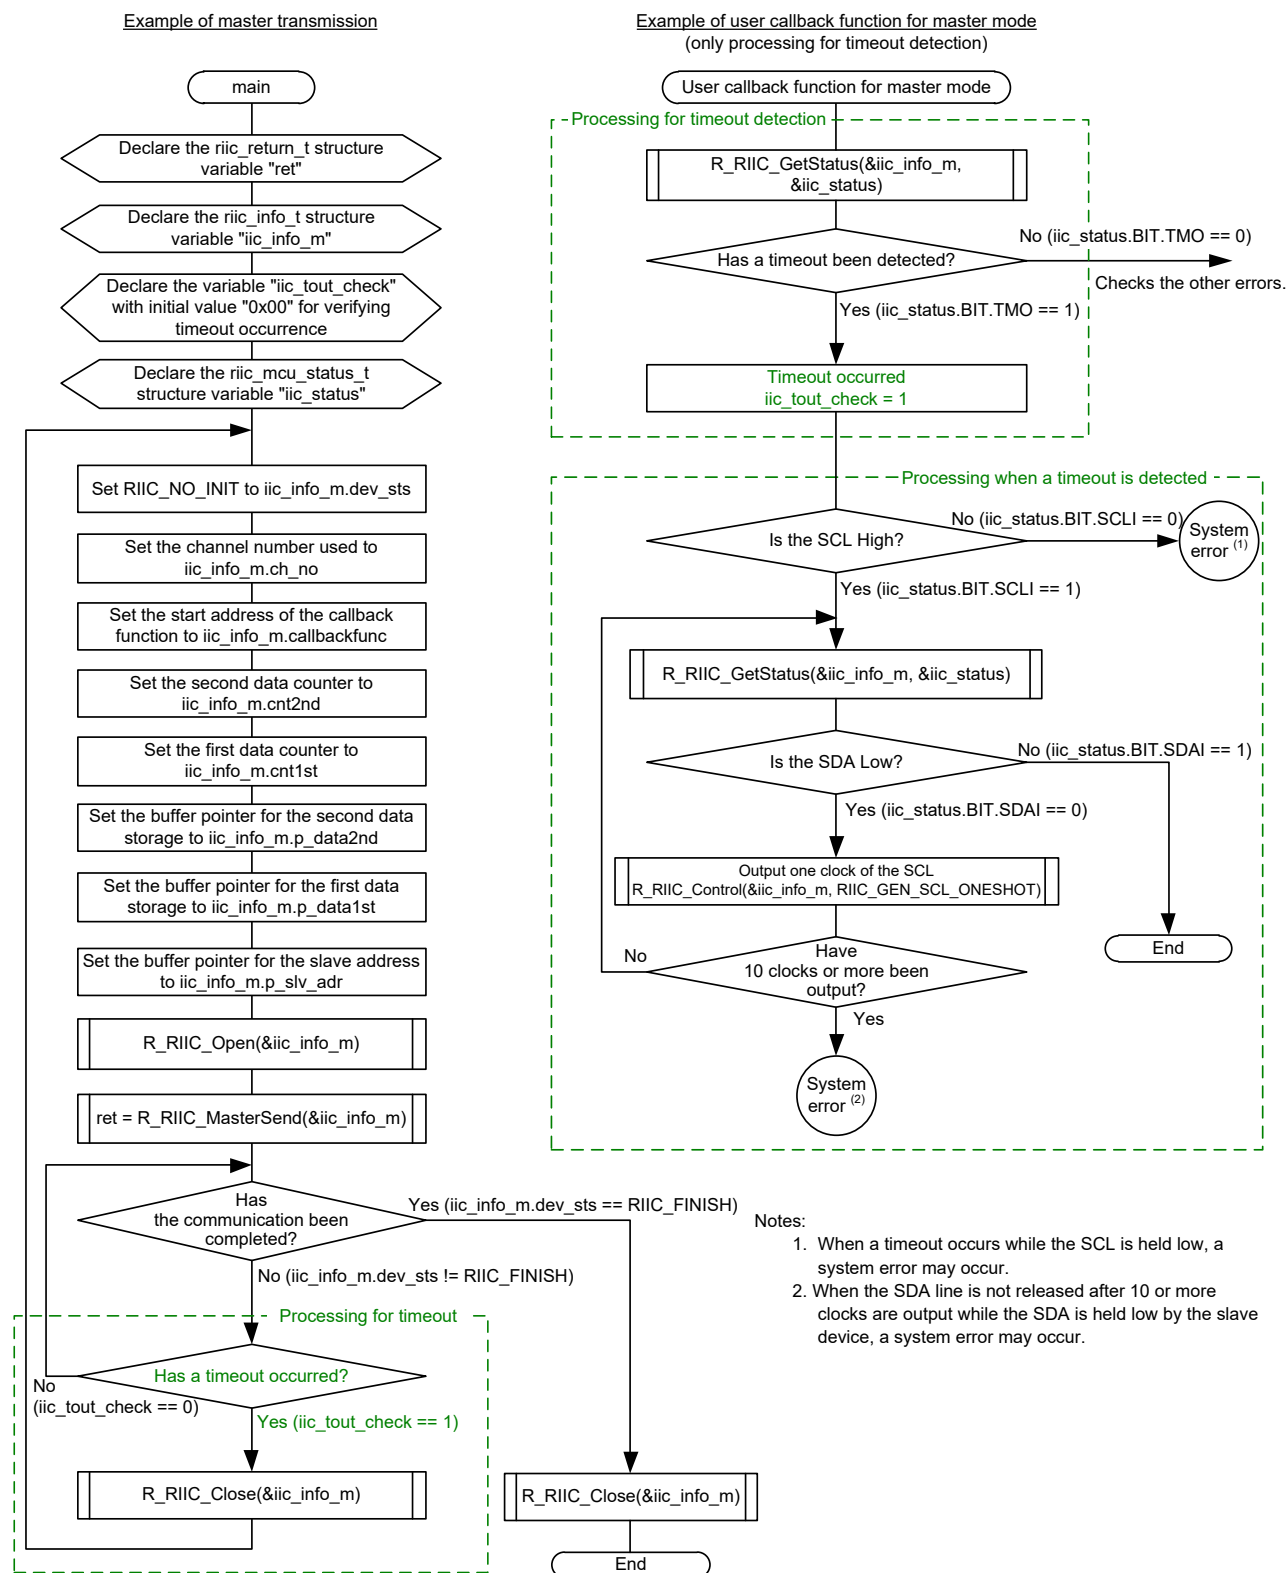 Example of master transmission
main
Declare the riic_return_t structure
variable "ret"
Declare the riic_info_t structure
variable "iic_info_m"
Declare the variable "iic_tout_check"
with initial value "0x00" for verifying
timeout occurrence
Declare the riic_mcu_status_t
structure variable "iic_status"
Set RIIC_NO_INIT to iic_info_m.dev_sts
Set the channel number used to
iic_info_m.ch_no
Set the start address of the callback
function to iic_info_m.callbackfunc
Set the second data counter to
iic_info_m.cnt2nd
Set the first data counter to
iic_info_m.cnt1st
Set the buffer pointer for the second data
storage to iic_info_m.p_data2nd
Set the buffer pointer for the first data
storage to iic_info_m.p_data1st
Set the buffer pointer for the slave address
to iic_info_m.p_slv_adr
R_RIIC_Open(&iic_info_m)
ret = R_RIIC_MasterSend(&iic_info_m)
Has
the communication been
completed?
Yes (iic_info_m.dev_sts == RIIC_FINISH)
No (iic_info_m.dev_sts != RIIC_FINISH)
Processing for timeout
Has a timeout occurred?
No
(iic_tout_check == 0)
Yes (iic_tout_check == 1)
R_RIIC_Close(&iic_info_m)
R_RIIC_Close(&iic_info_m)
End
Example of user callback function for master mode
(only processing for timeout detection)
User callback function for master mode
Processing for timeout detection
R_RIIC_GetStatus(&iic_info_m,
&iic_status)
Has a timeout been detected?
No (iic_status.BIT.TMO == 0)
Checks the other errors.
Yes (iic_status.BIT.TMO == 1)
Timeout occurred
iic_tout_check = 1
Processing when a timeout is detected
Is the SCL High?
No (iic_status.BIT.SCLI == 0)
System
error (1)
Yes (iic_status.BIT.SCLI == 1)
R_RIIC_GetStatus(&iic_info_m, &iic_status)
Is the SDA Low?
No (iic_status.BIT.SDAI == 1)
Yes (iic_status.BIT.SDAI == 0)
Output one clock of the SCL
R_RIIC_Control(&iic_info_m, RIIC_GEN_SCL_ONESHOT)
End
Have
10 clocks or more been
output?
No
Yes
System
error (2)
Notes:
1. When a timeout occurs while the SCL is held low, a
system error may occur.
2. When the SDA line is not released after 10 or more
clocks are output while the SDA is held low by the slave
device, a system error may occur.